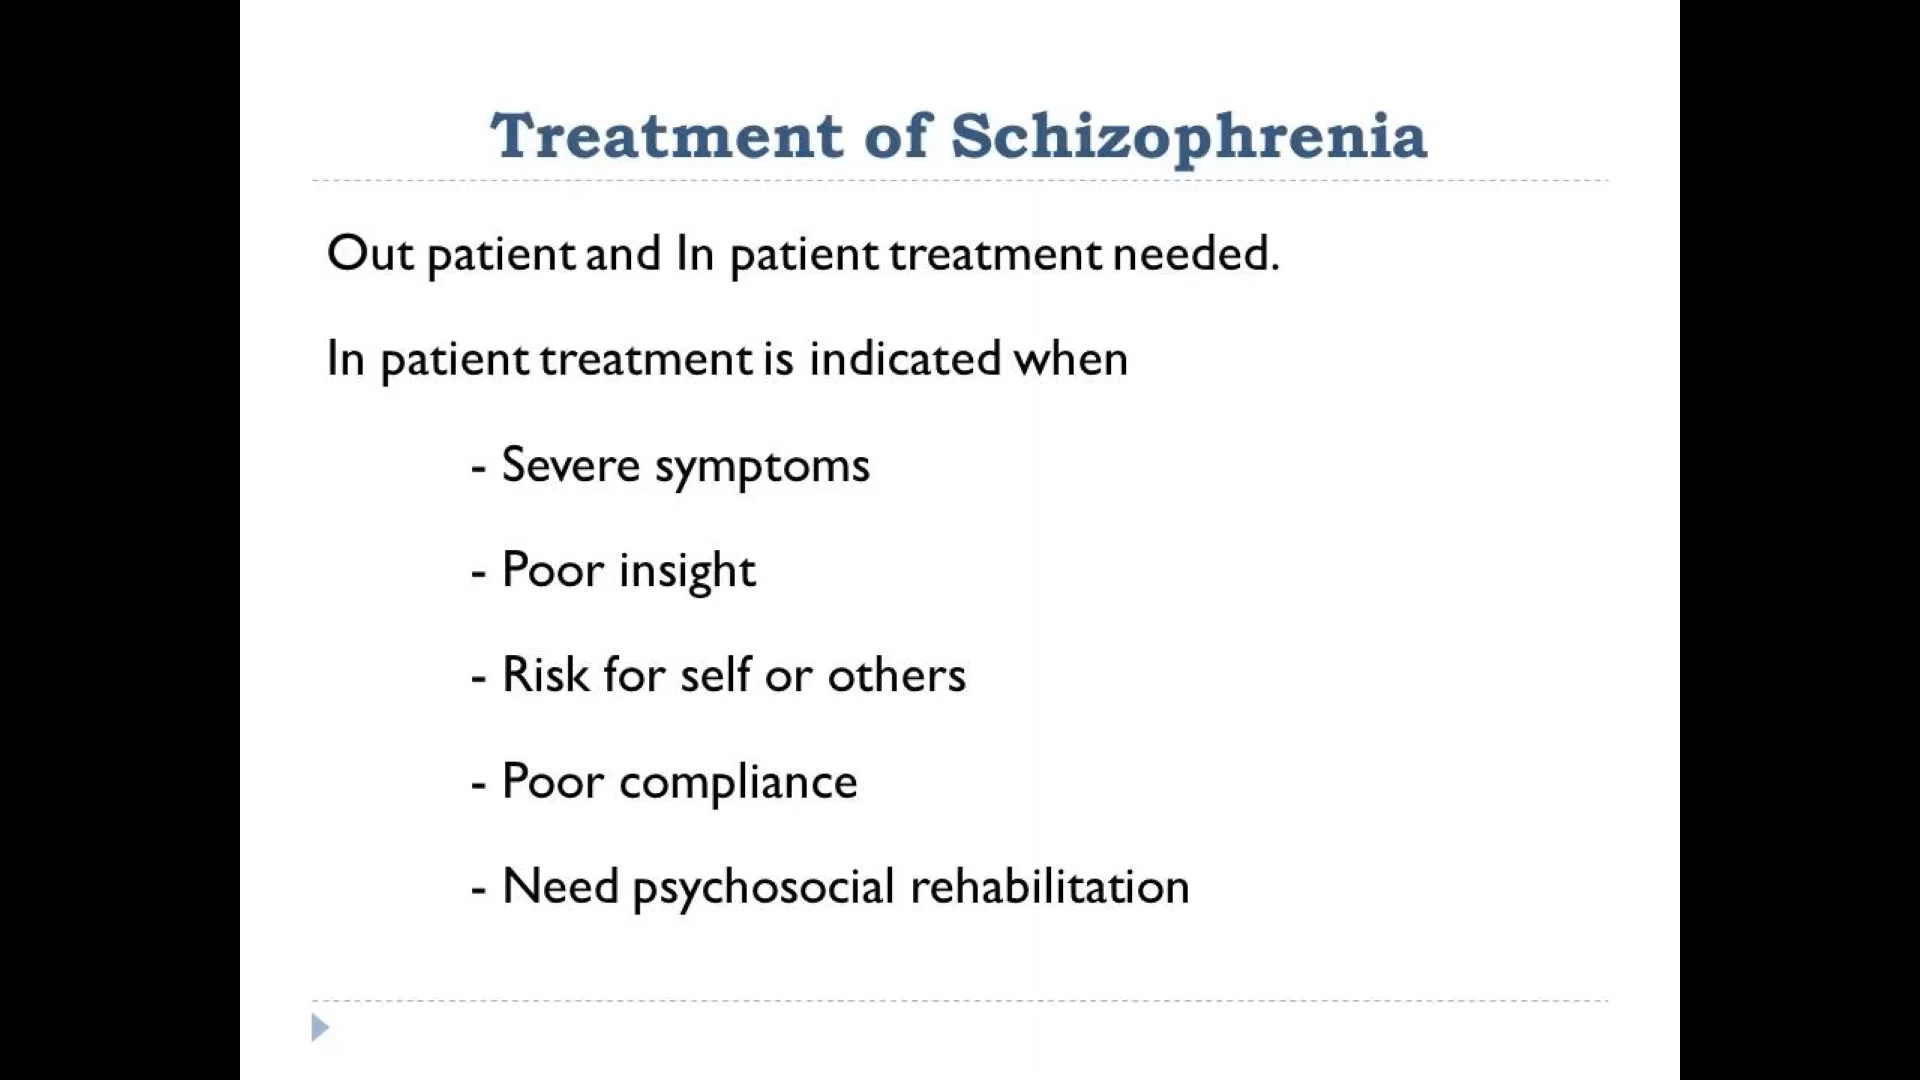 Treatment of Schizophrenia
Out patient and In patient treatment needed.
In patient treatment is indicated when
- Severe symptoms
- Poor insight
- Risk for self or others
- Poor compliance
- Need psychosocial rehabilitation